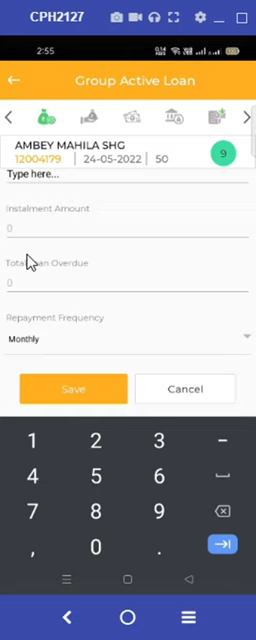 CPH2127
2:55
Group Active Loan
AMBEY MAHILA SHG
12004179 24-05-2022 50
9
Type here...
Instalment Amount
0
Total Loan Overdue
0
Repayment Frequency
Monthly
Save Cancel
1 2 3 -
4 5 6
7 8 9
, 0 .